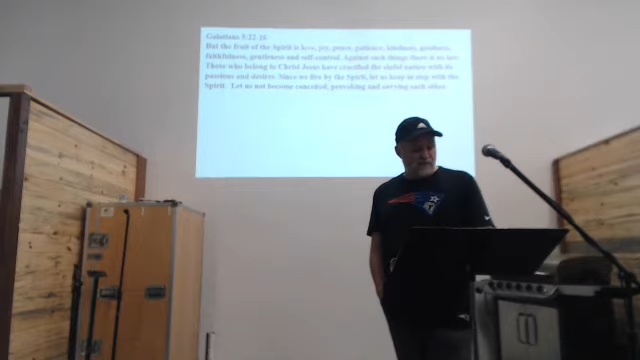 Galatians 5:22-26
But the fruit of the Spirit is love, joy, peace, patience, kindness, goodness,
faithfulness, gentleness and self-control. Against such things there is no law.
Those who belong to Christ Jesus have crucified the sinful nature with its
passions and desires. Since we live by the Spirit, let us keep in step with the
Spirit.  Let us not become conceited, provoking and envying each other.